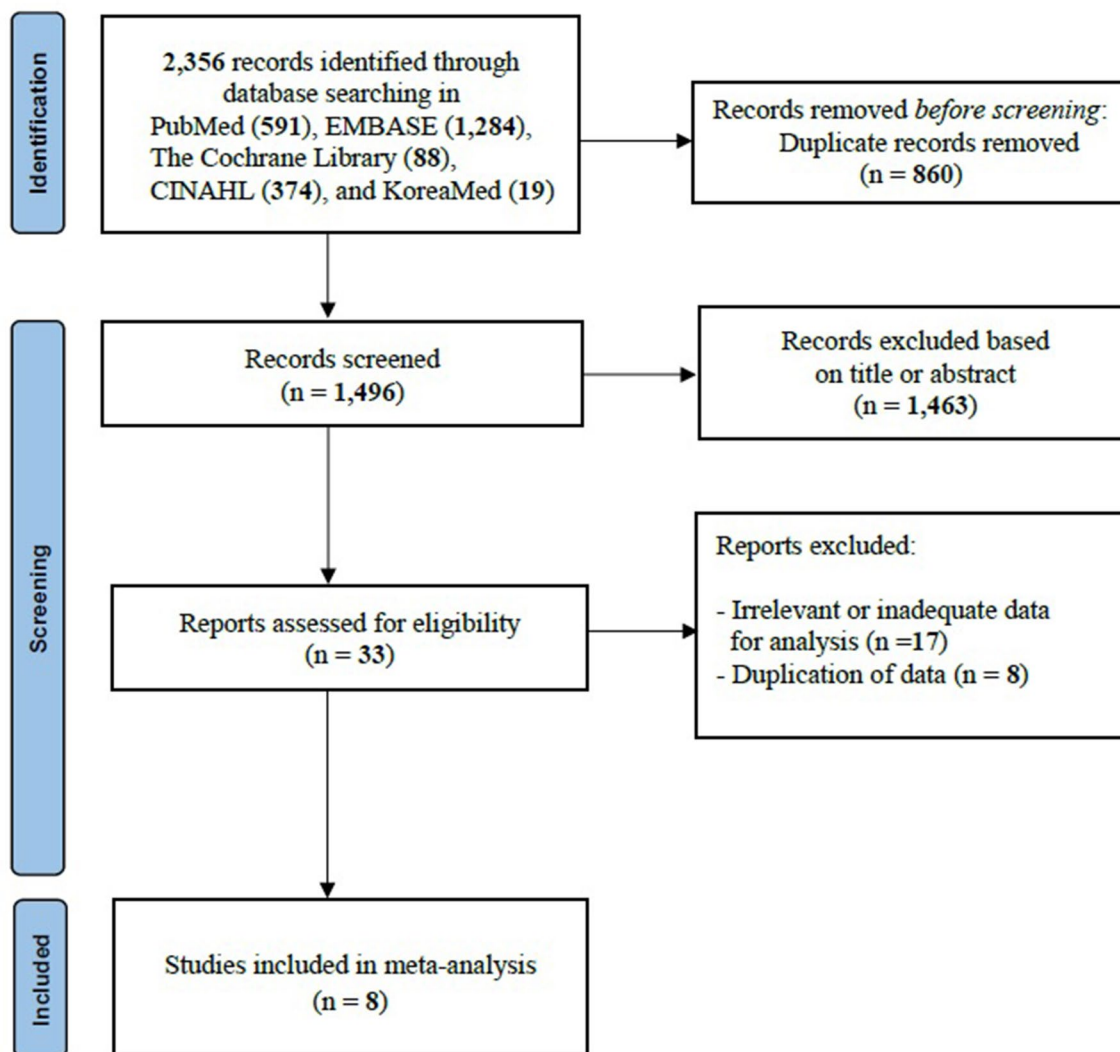 Identification
2,356 records identified through
database searching in
PubMed (591), EMBASE (1,284),
The Cochrane Library (88),
CINAHL (374), and KoreaMed (19)
Records removed before screening:
Duplicate records removed
(n = 860)
Screening
Records screened
(n = 1,496)
Records excluded based
on title or abstract
(n = 1,463)
Reports assessed for eligibility
(n = 33)
Reports excluded:
- Irrelevant or inadequate data
for analysis (n =17)
- Duplication of data (n = 8)
Included
Studies included in meta-analysis
(n = 8)